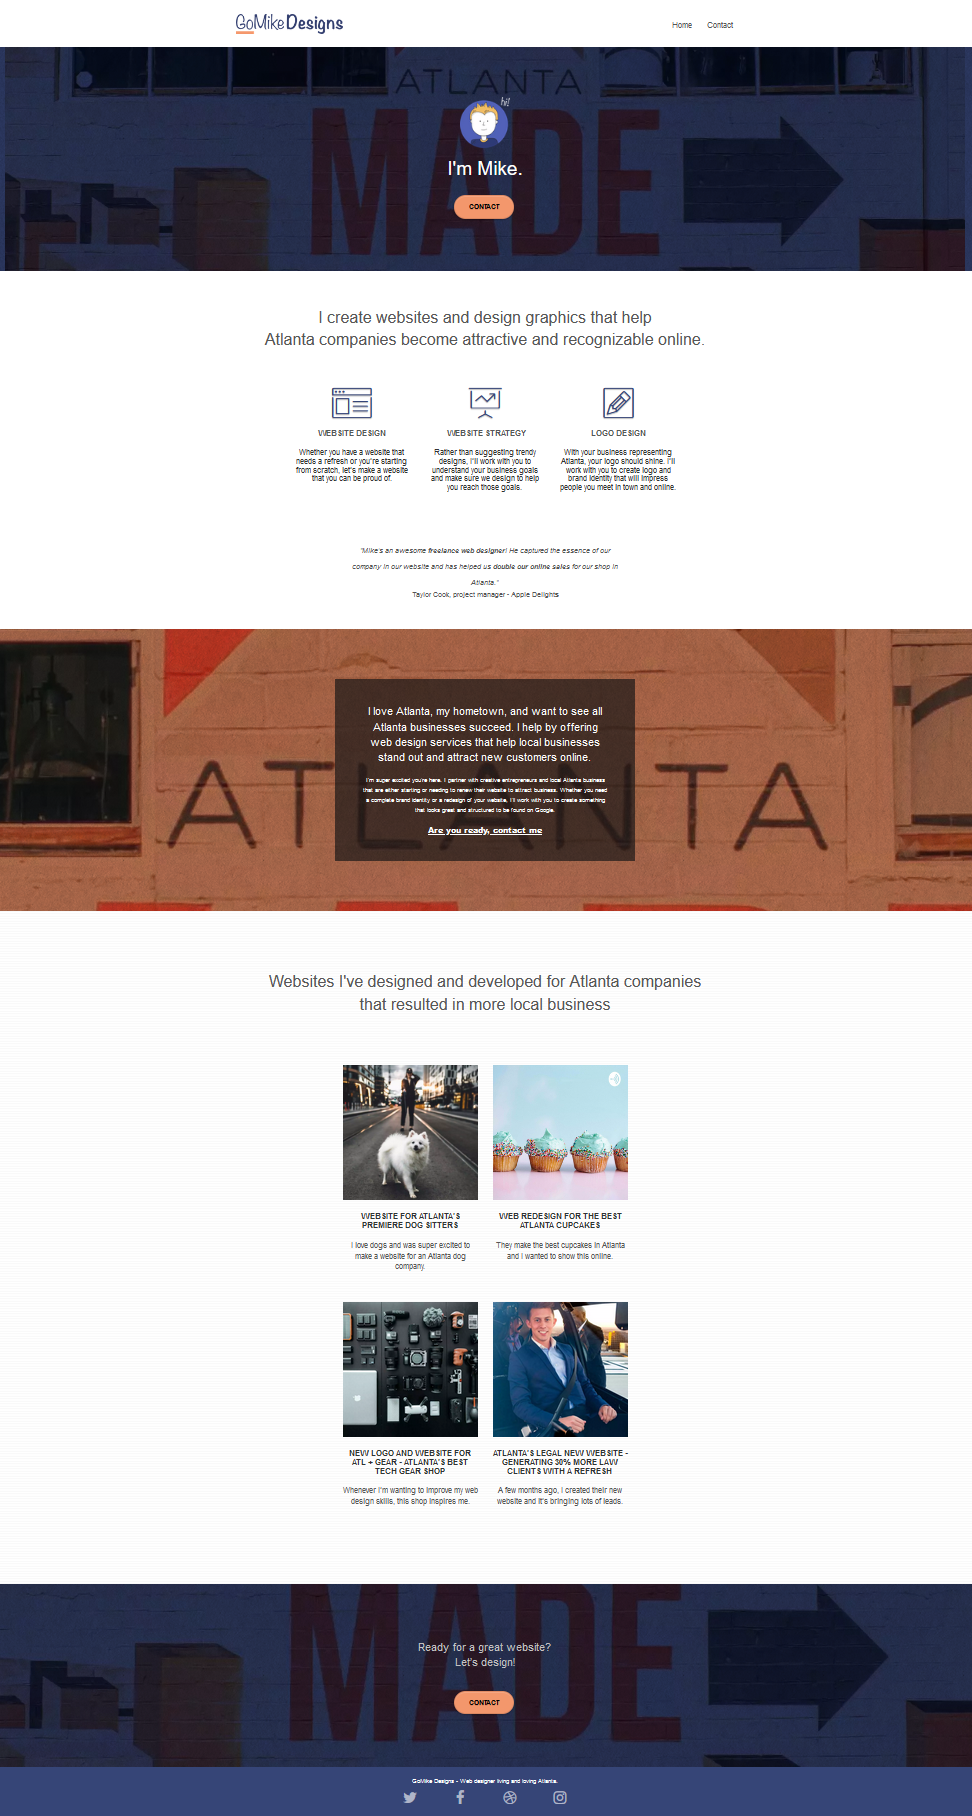 GoMike Designs
Home
Contact
ATLANTA
MADE
hi!
I'm Mike.
CONTACT
I create websites and design graphics that help
Atlanta companies become attractive and recognizable online.
WEBSITE DESIGN
Whether you have a website that
needs a refresh or you're starting
from scratch, let's make a website
that you can be proud of.
WEBSITE STRATEGY
Rather than suggesting trendy
designs, I'll work with you to
understand your business goals
and make sure we design to help
you reach those goals.
LOGO DESIGN
With your business representing
Atlanta, your logo should shine. I'll
work with you to create logo and
brand identity that will impress
people you meet in town and online.
"Mike's an awesome freelance web designer! He captured the essence of our
company in our website and has helped us double our online sales for our shop in
Atlanta."
Taylor Cook, project manager - Apple Delights
ATLANTA
I love Atlanta, my hometown, and want to see all
Atlanta businesses succeed. I help by offering
web design services that help local businesses
stand out and attract new customers online.
I'm super excited you're here. I partner with creative entrepreneurs and local Atlanta business
that are either starting or needing to renew their website to attract business. Whether you need
a complete brand identity or a redesign of your website, I'll work with you to create something
that looks great and structured to be found on Google.
Are you ready, contact me
Websites I've designed and developed for Atlanta companies
that resulted in more local business
WEBSITE FOR ATLANTA'S
PREMIERE DOG SITTERS
I love dogs and was super excited to
make a website for an Atlanta dog
company.
WEB REDESIGN FOR THE BEST
ATLANTA CUPCAKES
They make the best cupcakes in Atlanta
and I wanted to show this online.
NEW LOGO AND WEBSITE FOR
ATL + GEAR - ATLANTA'S BEST
TECH GEAR SHOP
Whenever I'm wanting to improve my web
design skills, this shop inspires me.
ATLANTA'S LEGAL NEW WEBSITE -
GENERATING 30% MORE LAW
CLIENTS WITH A REFRESH
A few months ago, I created their new
website and it's bringing lots of leads.
MADE
Ready for a great website?
Let's design!
CONTACT
GoMike Designs - Web designer living and loving Atlanta.